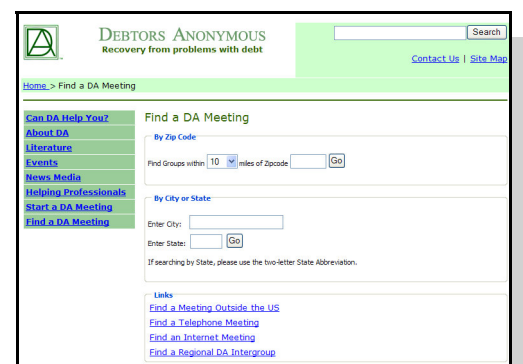 DEBTORS ANONYMOUS
Recovery from problems with debt
Search
Contact Us | Site Map
Home > Find a DA Meeting
Can DA Help You?
About DA
Literature
Events
News Media
Helping Professionals
Start a DA Meeting
Find a DA Meeting
Find a DA Meeting
By Zip Code
Find Groups within 10 miles of Zipcode Go
By City or State
Enter City:
Enter State: Go
If searching by State, please use the two-letter State Abbreviation.
Links
Find a Meeting Outside the US
Find a Telephone Meeting
Find an Internet Meeting
Find a Regional DA Intergroup